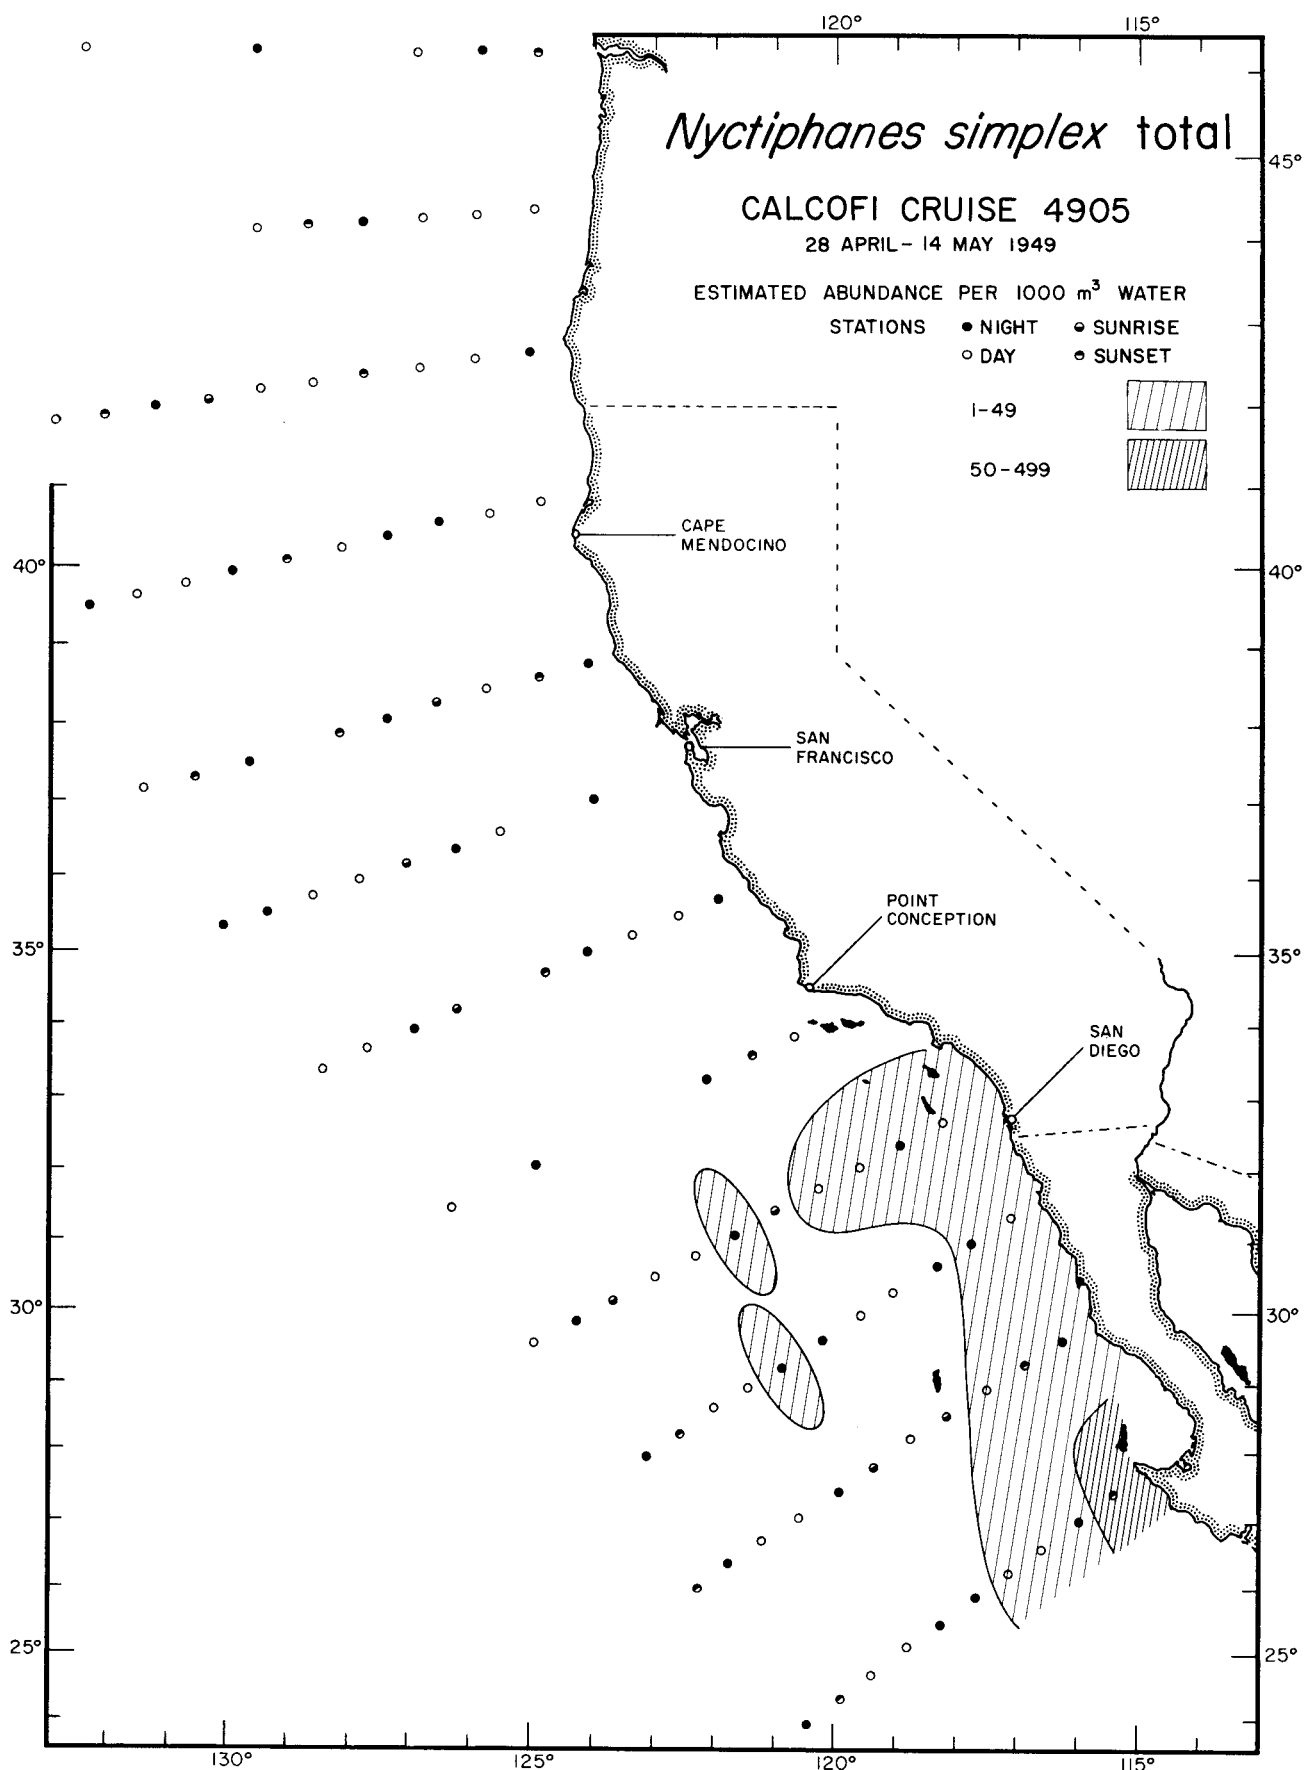 120° 115°
Nyctiphanes simplex total
45°
CALCOFI CRUISE 4905
28 APRIL – 14 MAY 1949
ESTIMATED ABUNDANCE PER 1000 m³ WATER
STATIONS ● NIGHT ◒ SUNRISE
○ DAY ◓ SUNSET
1-49
50-499
CAPE
MENDOCINO
40° 40°
SAN
FRANCISCO
POINT
CONCEPTION
35° 35°
SAN
DIEGO
30° 30°
25° 25°
130° 125° 120° 115°